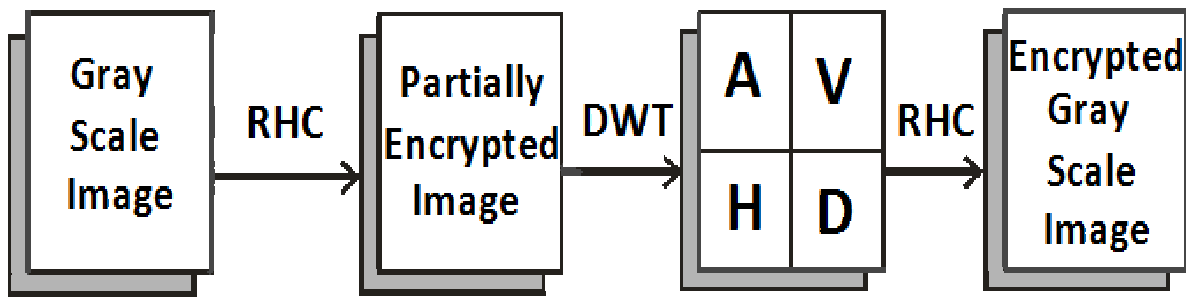 Gray
Scale
Image
RHC
Partially
Encrypted
Image
DWT
A V
H D
RHC
Encrypted
Gray
Scale
Image